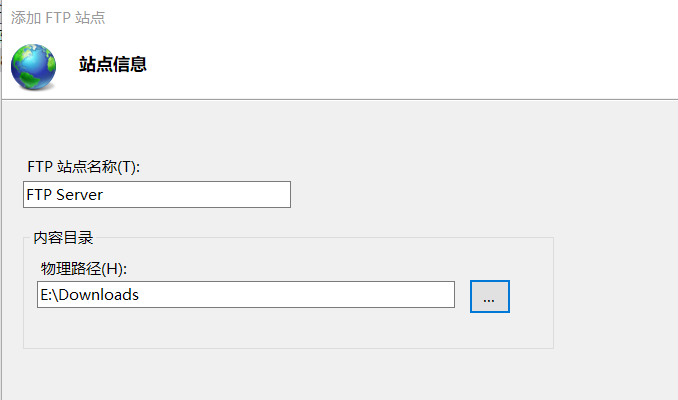 添加 FTP 站点
站点信息
FTP 站点名称(T):
FTP Server
内容目录
物理路径(H):
E:\Downloads
...